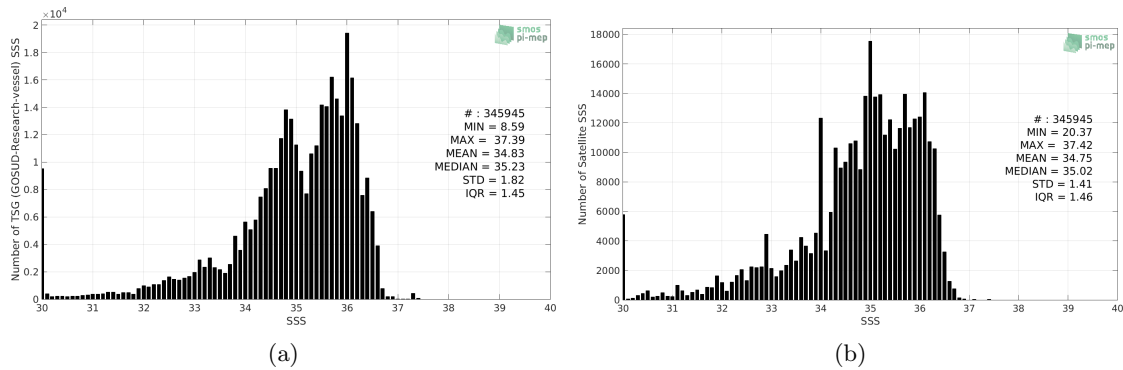 ×10⁴
2
1.8
1.6
1.4
1.2
1
0.8
0.6
0.4
0.2
0
30 31 32 33 34 35 36 37 38 39 40
SSS
Number of TSG (GOSUD-Research-vessel) SSS
smos
pi-mep
# : 345945
MIN = 8.59
MAX = 37.39
MEAN = 34.83
MEDIAN = 35.23
STD = 1.82
IQR = 1.45
(a)
18000
16000
14000
12000
10000
8000
6000
4000
2000
0
30 31 32 33 34 35 36 37 38 39 40
SSS
Number of Satellite SSS
smos
pi-mep
# : 345945
MIN = 20.37
MAX = 37.42
MEAN = 34.75
MEDIAN = 35.02
STD = 1.41
IQR = 1.46
(b)